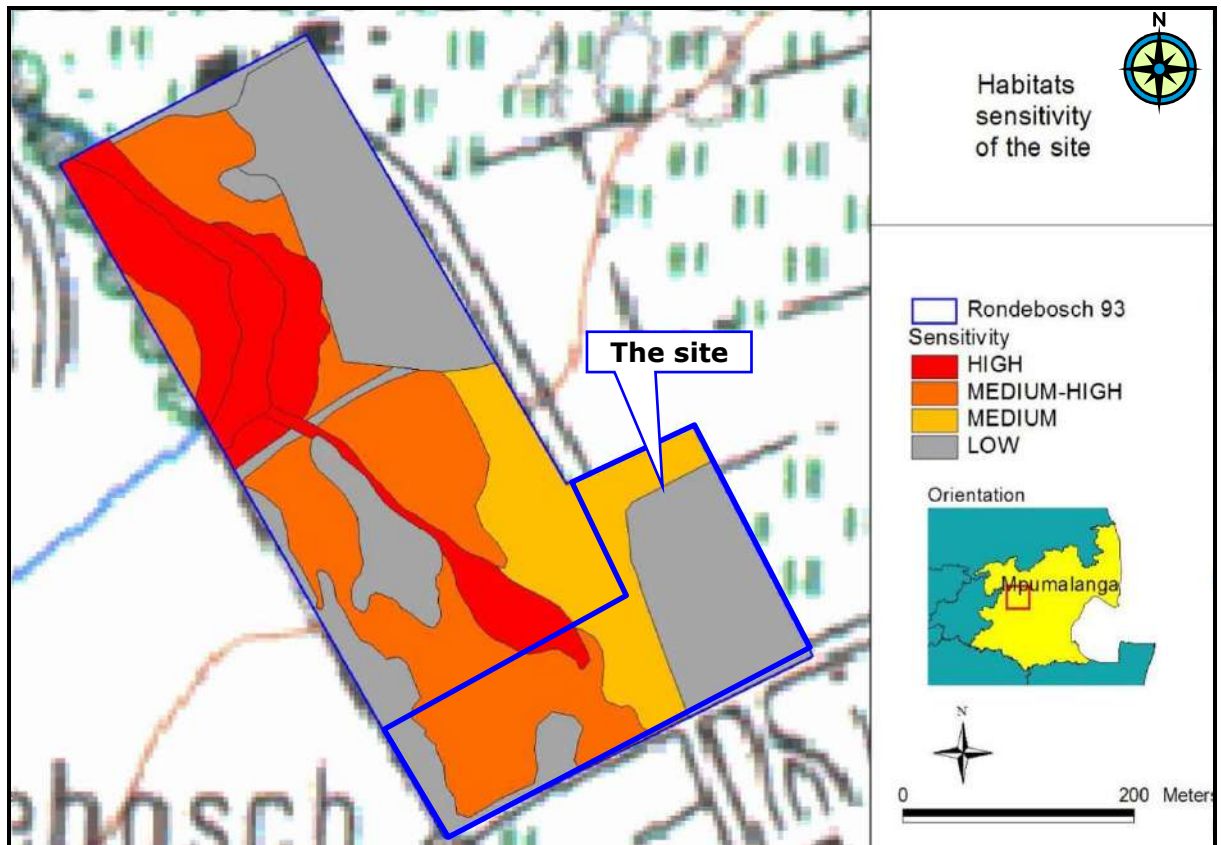 N
Habitats
sensitivity
of the site
The site
Rondebosch 93
Sensitivity
HIGH
MEDIUM-HIGH
MEDIUM
LOW
Orientation
Mpumalanga
N
0 200 Meters
ebosch